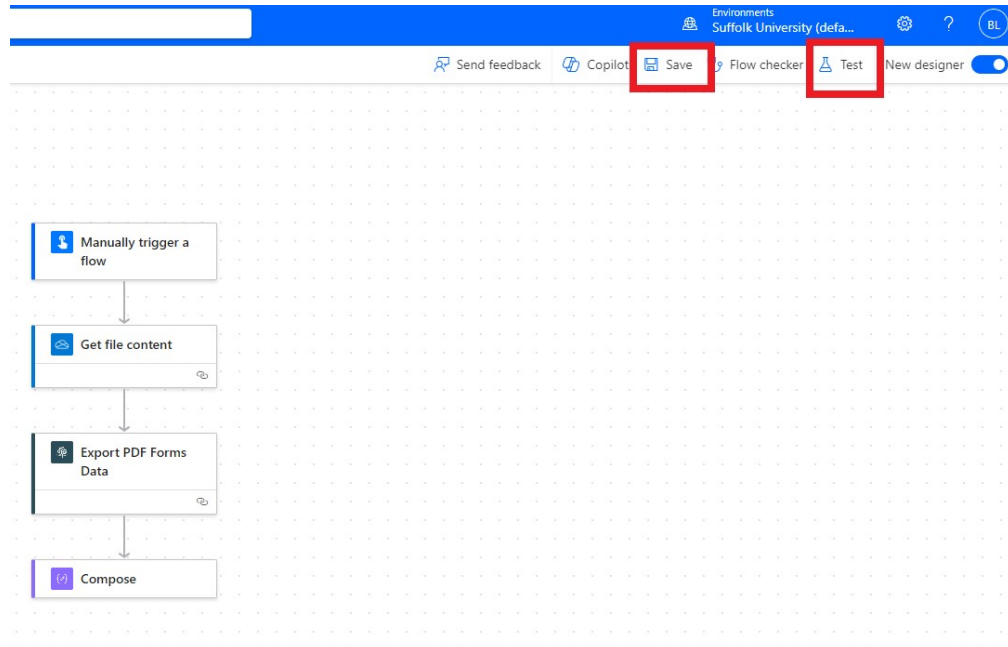 Environments
Suffolk University (defa...
?
BL
Send feedback
Copilot
Save
Flow checker
Test
New designer
Manually trigger a
flow
Get file content
Export PDF Forms
Data
Compose